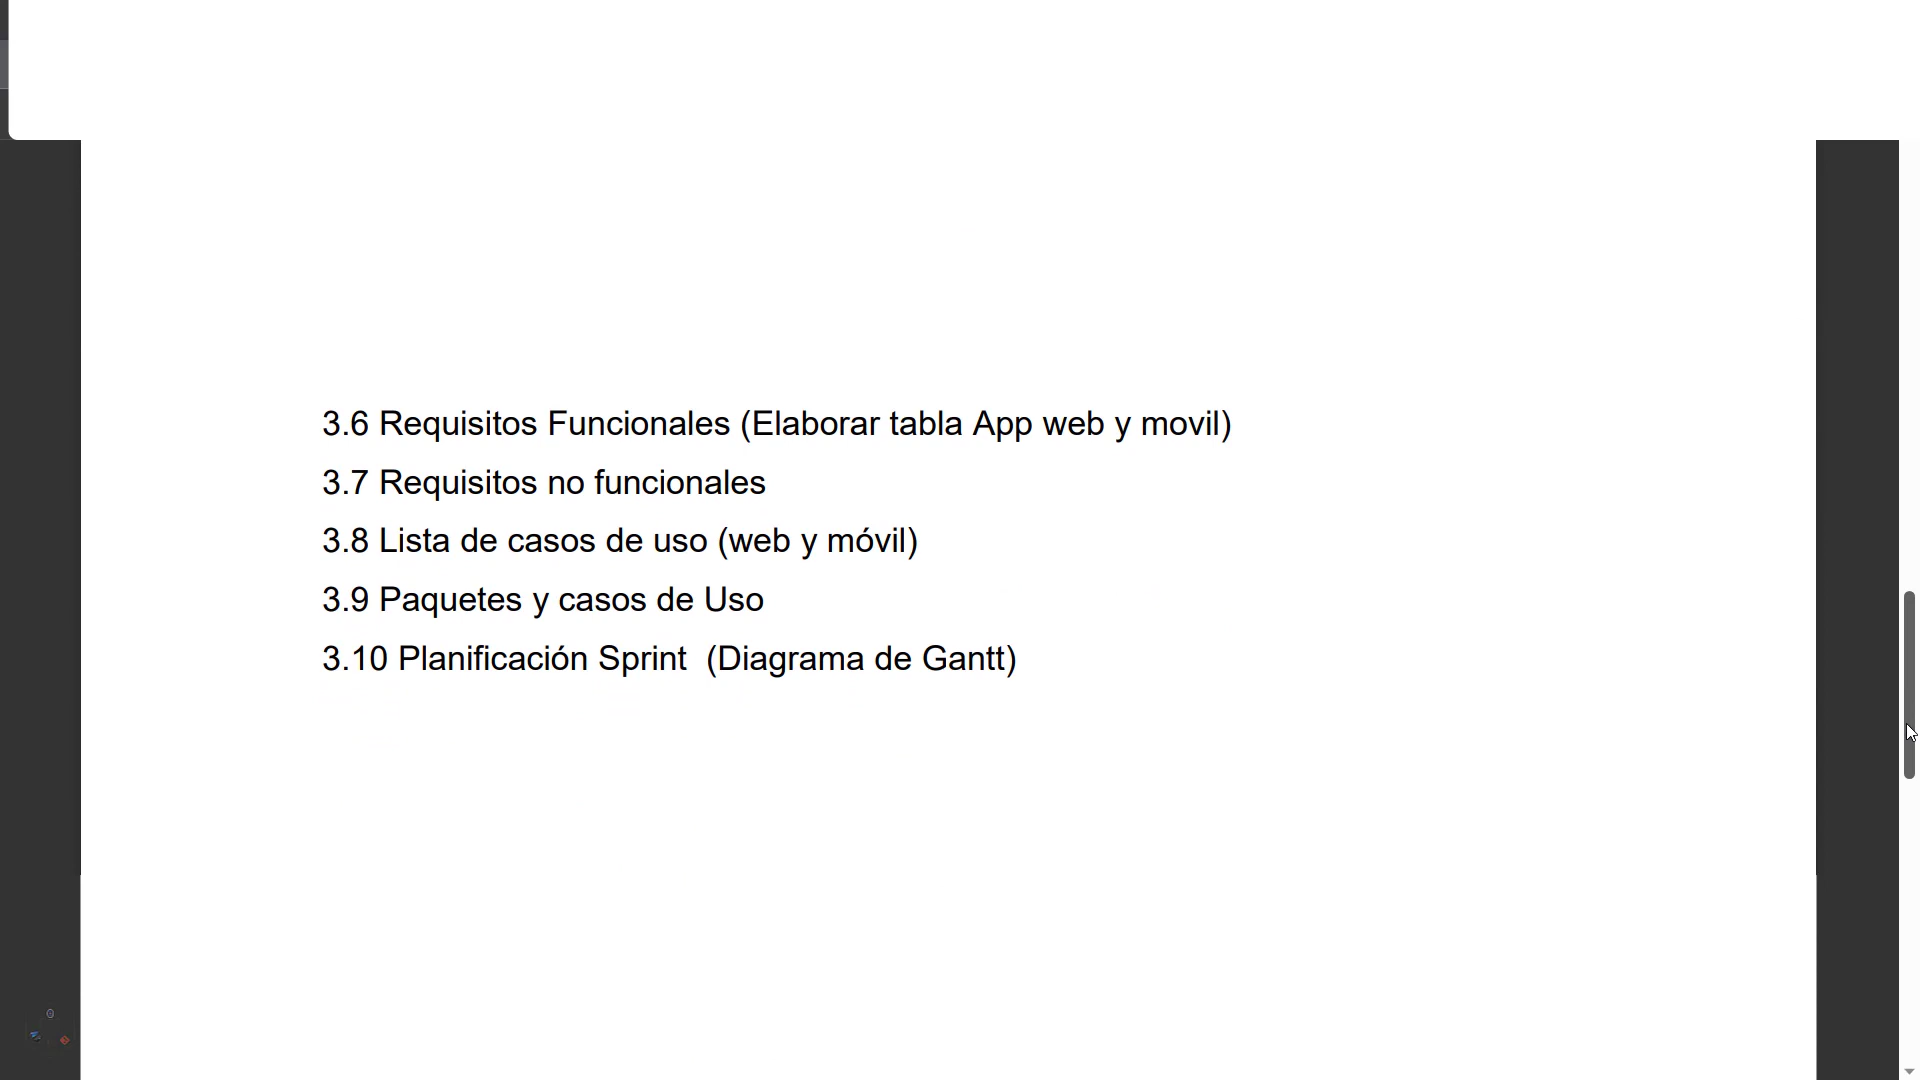 3.6 Requisitos Funcionales (Elaborar tabla App web y movil)
3.7 Requisitos no funcionales
3.8 Lista de casos de uso (web y móvil)
3.9 Paquetes y casos de Uso
3.10 Planificación Sprint  (Diagrama de Gantt)